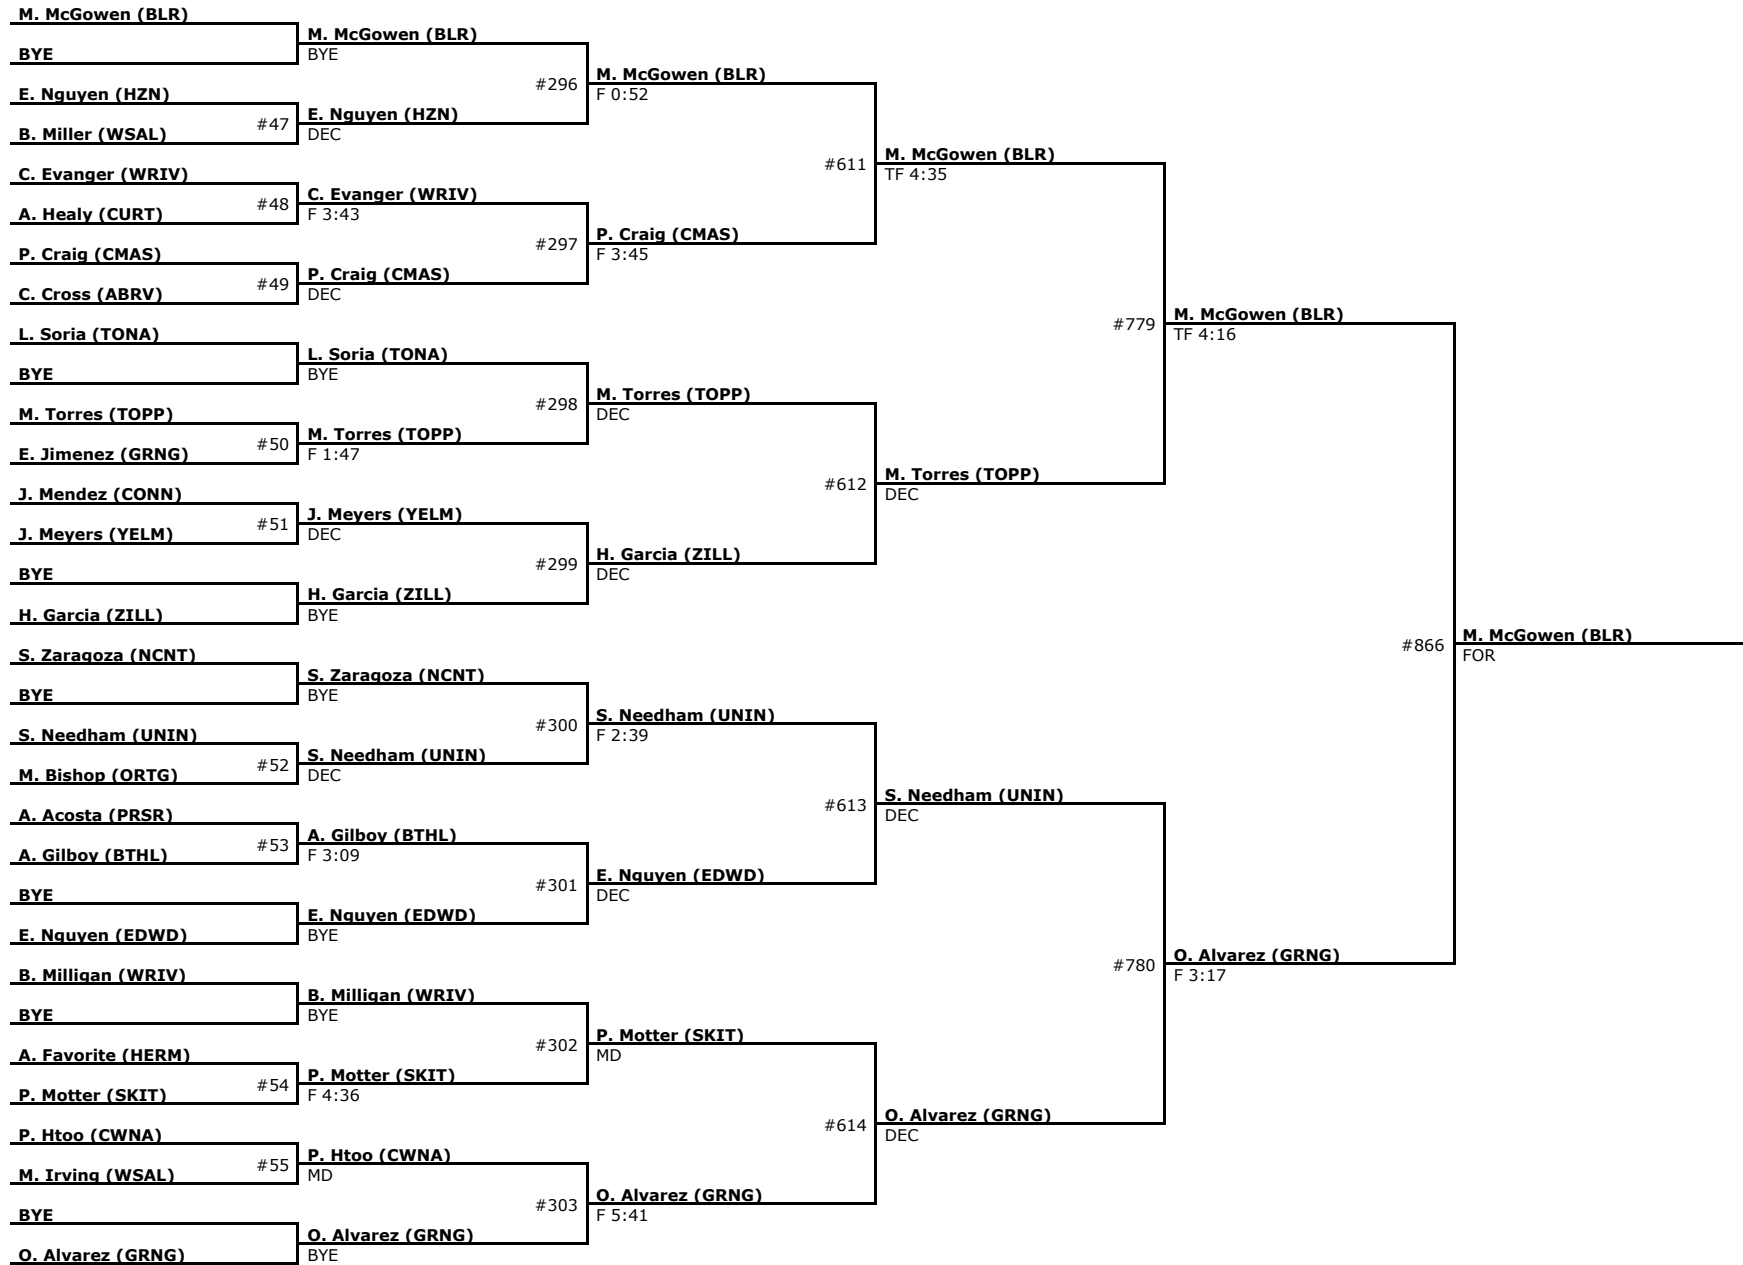 M. McGowen (BLR)
BYE
E. Nguyen (HZN)
B. Miller (WSAL)
C. Evanger (WRIV)
A. Healy (CURT)
P. Craig (CMAS)
C. Cross (ABRV)
L. Soria (TONA)
BYE
M. Torres (TOPP)
E. Jimenez (GRNG)
J. Mendez (CONN)
J. Meyers (YELM)
BYE
H. Garcia (ZILL)
S. Zaragoza (NCNT)
BYE
S. Needham (UNIN)
M. Bishop (ORTG)
A. Acosta (PRSR)
A. Gilboy (BTHL)
BYE
E. Nguyen (EDWD)
B. Milligan (WRIV)
BYE
A. Favorite (HERM)
P. Motter (SKIT)
P. Htoo (CWNA)
M. Irving (WSAL)
BYE
O. Alvarez (GRNG)
#47
#48
#49
#50
#51
#52
#53
#54
#55
M. McGowen (BLR)
BYE
E. Nguyen (HZN)
DEC
C. Evanger (WRIV)
F 3:43
P. Craig (CMAS)
DEC
L. Soria (TONA)
BYE
M. Torres (TOPP)
F 1:47
J. Meyers (YELM)
DEC
H. Garcia (ZILL)
BYE
S. Zaragoza (NCNT)
BYE
S. Needham (UNIN)
DEC
A. Gilboy (BTHL)
F 3:09
E. Nguyen (EDWD)
BYE
B. Milligan (WRIV)
BYE
P. Motter (SKIT)
F 4:36
P. Htoo (CWNA)
MD
O. Alvarez (GRNG)
BYE
#296
#297
#298
#299
#300
#301
#302
#303
M. McGowen (BLR)
F 0:52
P. Craig (CMAS)
F 3:45
M. Torres (TOPP)
DEC
H. Garcia (ZILL)
DEC
S. Needham (UNIN)
F 2:39
E. Nguyen (EDWD)
DEC
P. Motter (SKIT)
MD
O. Alvarez (GRNG)
F 5:41
#611
#612
#613
#614
M. McGowen (BLR)
TF 4:35
M. Torres (TOPP)
DEC
S. Needham (UNIN)
DEC
O. Alvarez (GRNG)
DEC
#779
#780
M. McGowen (BLR)
TF 4:16
O. Alvarez (GRNG)
F 3:17
#866
M. McGowen (BLR)
FOR